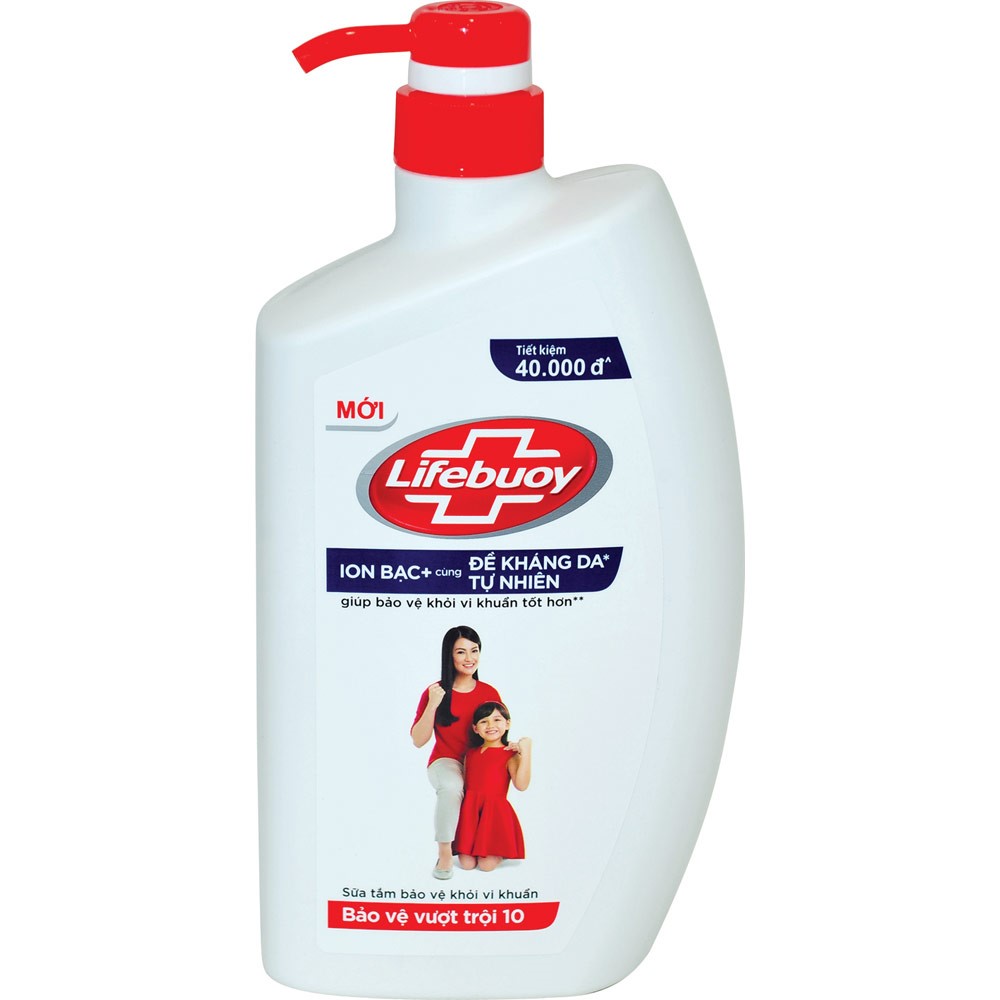 Tiết kiệm
40.000 đ^
MỚI
Lifebuoy
ION BẠC+ cùng ĐỀ KHÁNG DA*
TỰ NHIÊN
giúp bảo vệ khỏi vi khuẩn tốt hơn**
Sữa tắm bảo vệ khỏi vi khuẩn
Bảo vệ vượt trội 10